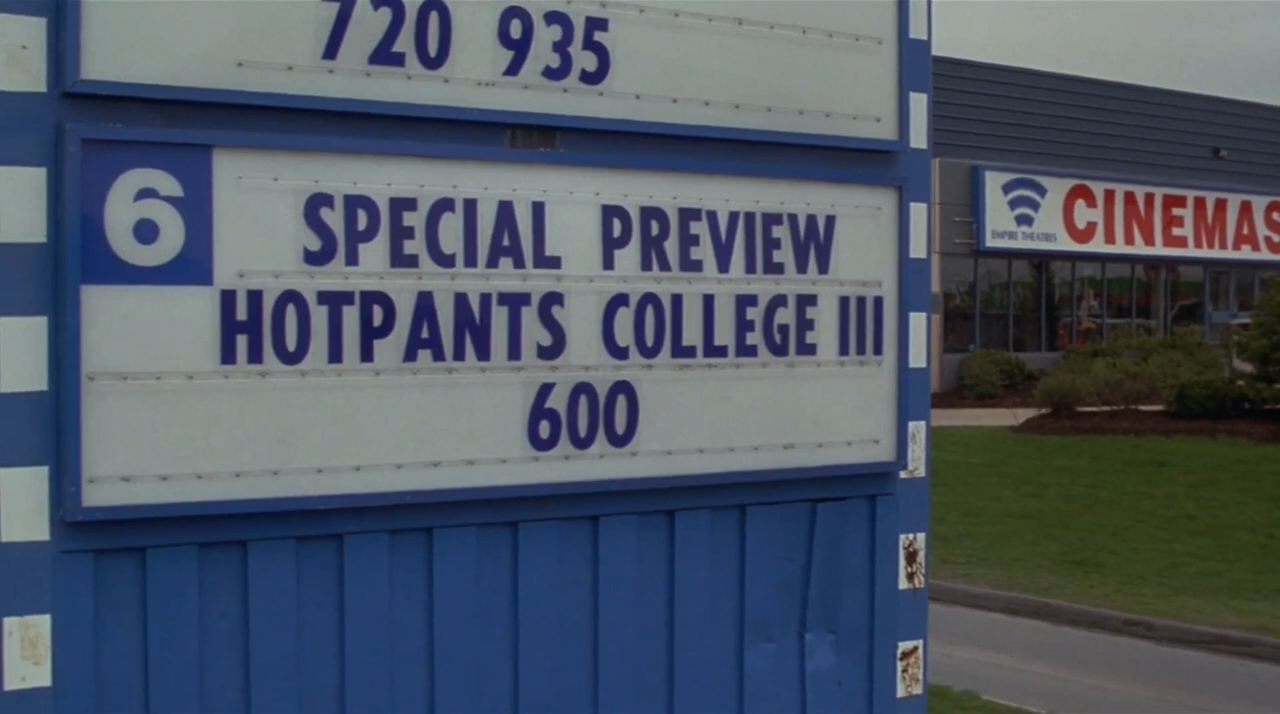 720 935
6
SPECIAL PREVIEW
HOTPANTS COLLEGE III
600
EMPIRE THEATRES
CINEMAS